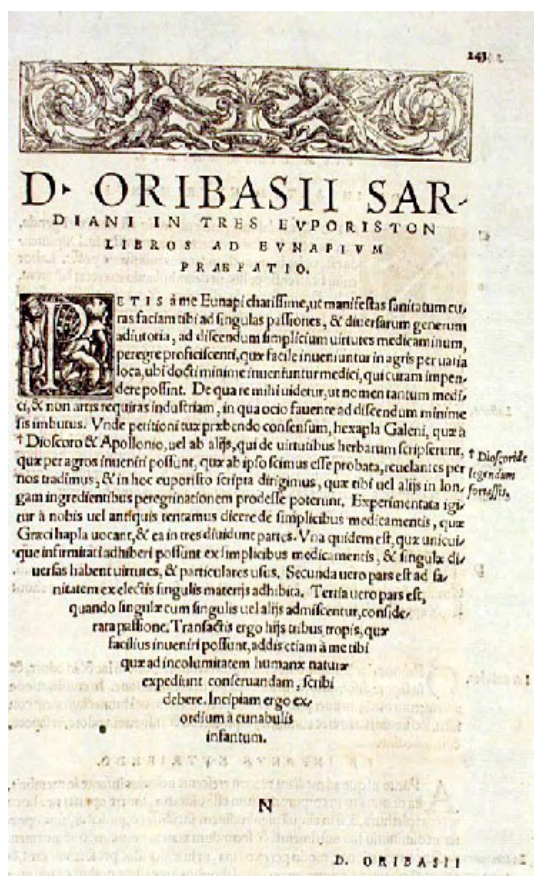 243
D. ORIBASII SAR-
DIANI IN TRES EVPORISTON
LIBROS AD EVNAPIVM
PRÆFATIO.
PETIS à me Eunapi charissime, ut manifestas sanitatum cu-
ras faciam tibi ad singulas passiones, & diuersarum generum
adiutoria, ad discendum simplicium uirtutes medicaminum,
peregre proficiscenti, quæ facile inueniuntur in agris per uaria
loca, ubi docti minime inueniuntur medici, qui curam impen-
dere possint. De qua re mihi uidetur, ut nomen tantum medi-
ci, & non artis requiras industriam, in qua ocio fauente ad discendum minime
sis imbutus. Vnde petitioni tuæ præbendo consensum, hexapla Galeni, quæ à
† Dioscoro & Apollonio, uel ab alijs, qui de uirtutibus herbarum scripserunt,
quæ per agros inueniri possunt, quæ ab ipso scimus esse probata, reuelantes per
nos tradimus, & in hoc euporisto scripta dirigimus, quæ tibi uel alijs in lon-
gam ingredientibus peregrinationem prodesse poterunt. Experimentata igi-
tur à nobis uel antiquis tentamus dicere de simplicibus medicamentis, quæ
Græci hapla uocant, & ea in tres diuidunt partes. Vna quidem est, quæ unicui-
que infirmitati adhiberi possunt ex simplicibus medicamentis, & singulæ di-
uersas habent uirtutes, & particulares usus. Secunda uero pars est ad sa-
nitatem ex electis singulis materijs adhibita. Tertia uero pars est,
quando singulæ cum singulis uel alijs admiscentur, conside-
rata passione. Transactis ergo hijs tribus tropis, quæ
facilius inueniri possunt, addis etiam à me tibi
quæ ad incolumitatem humanæ naturæ
expediunt conseruandam, scribi
debere. Incipiam ergo ex-
ordium à cunabulis
infantum.
† Dioscoride
legendum
fortassis.
N
D. ORIBASII